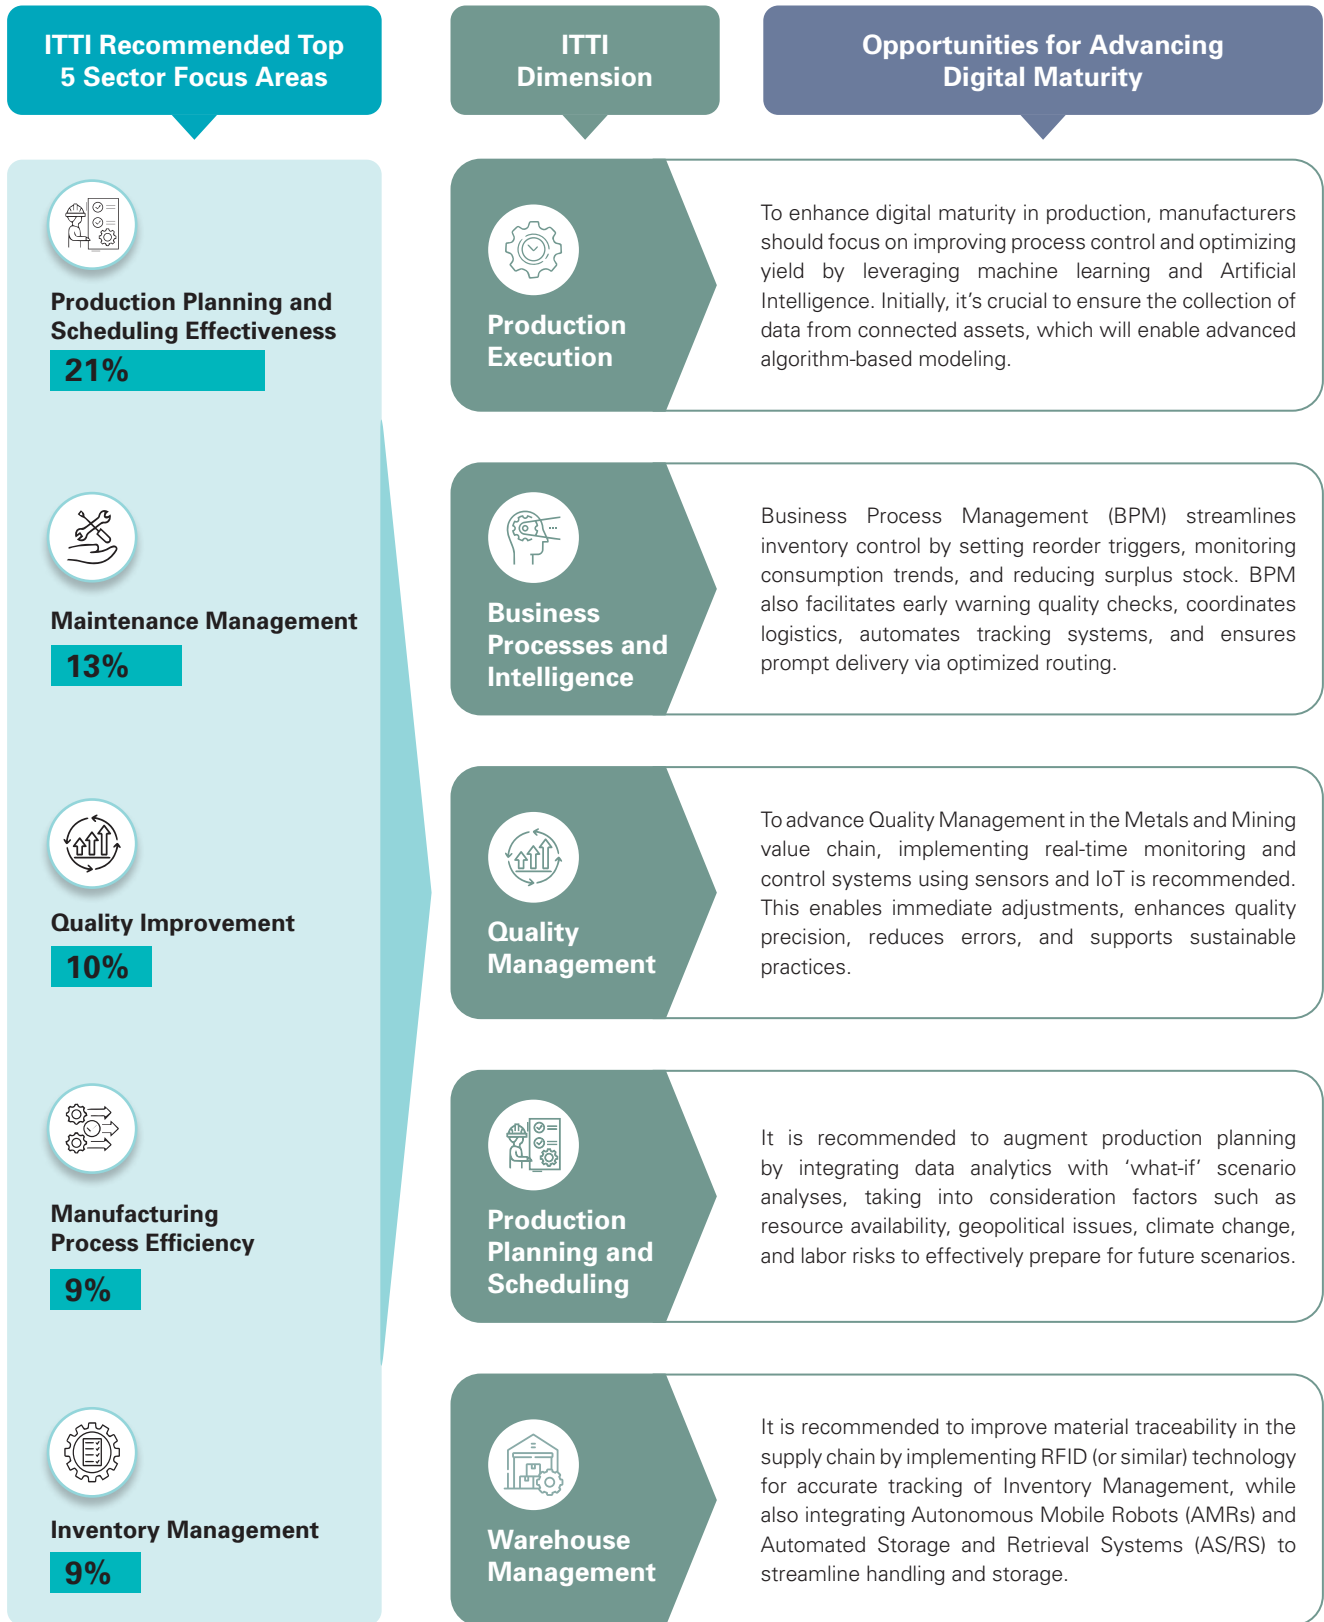 ITTI Recommended Top
5 Sector Focus Areas
ITTI
Dimension
Opportunities for Advancing
Digital Maturity
Production Planning and
Scheduling Effectiveness
21%
Maintenance Management
13%
Quality Improvement
10%
Manufacturing
Process Efficiency
9%
Inventory Management
9%
Production
Execution
To enhance digital maturity in production, manufacturers
should focus on improving process control and optimizing
yield by leveraging machine learning and Artificial
Intelligence. Initially, it's crucial to ensure the collection of
data from connected assets, which will enable advanced
algorithm-based modeling.
Business
Processes and
Intelligence
Business Process Management (BPM) streamlines
inventory control by setting reorder triggers, monitoring
consumption trends, and reducing surplus stock. BPM
also facilitates early warning quality checks, coordinates
logistics, automates tracking systems, and ensures
prompt delivery via optimized routing.
Quality
Management
To advance Quality Management in the Metals and Mining
value chain, implementing real-time monitoring and
control systems using sensors and IoT is recommended.
This enables immediate adjustments, enhances quality
precision, reduces errors, and supports sustainable
practices.
Production
Planning and
Scheduling
It is recommended to augment production planning
by integrating data analytics with ‘what-if’ scenario
analyses, taking into consideration factors such as
resource availability, geopolitical issues, climate change,
and labor risks to effectively prepare for future scenarios.
Warehouse
Management
It is recommended to improve material traceability in the
supply chain by implementing RFID (or similar) technology
for accurate tracking of Inventory Management, while
also integrating Autonomous Mobile Robots (AMRs) and
Automated Storage and Retrieval Systems (AS/RS) to
streamline handling and storage.